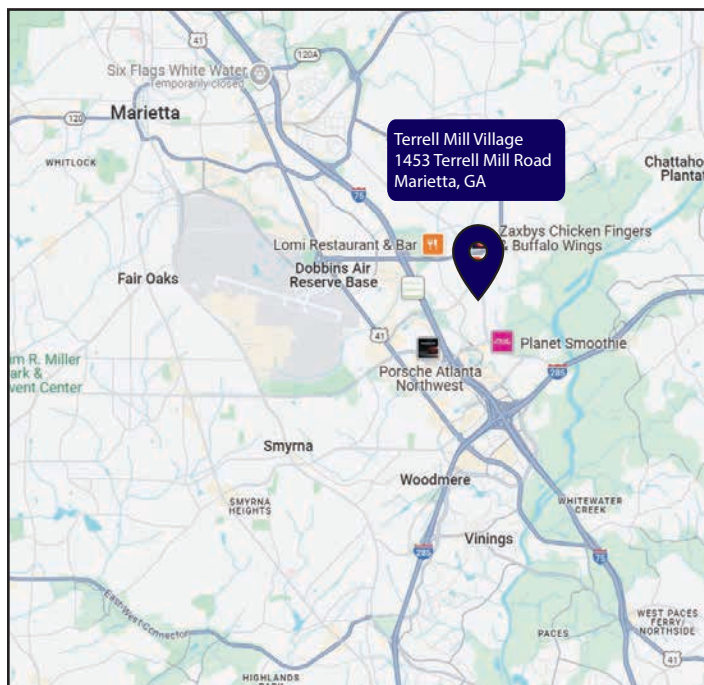 41
120A
Six Flags White Water
Temporarily closed
120
Marietta
WHITLOCK
Terrell Mill Village
1453 Terrell Mill Road
Marietta, GA
Chattahoo
Plantat
75
Zaxbys Chicken Fingers
& Buffalo Wings
Lomi Restaurant & Bar
Dobbins Air
Reserve Base
Fair Oaks
41
Planet Smoothie
Porsche Atlanta
Northwest
im R. Miller
ark &
vent Center
285
Smyrna
Woodmere
SMYRNA
HEIGHTS
WHITEWATER
CREEK
Vinings
285
75
East-West Connector
WEST PACES
FERRY/
NORTHSIDE
PACES
41
HIGHLANDS